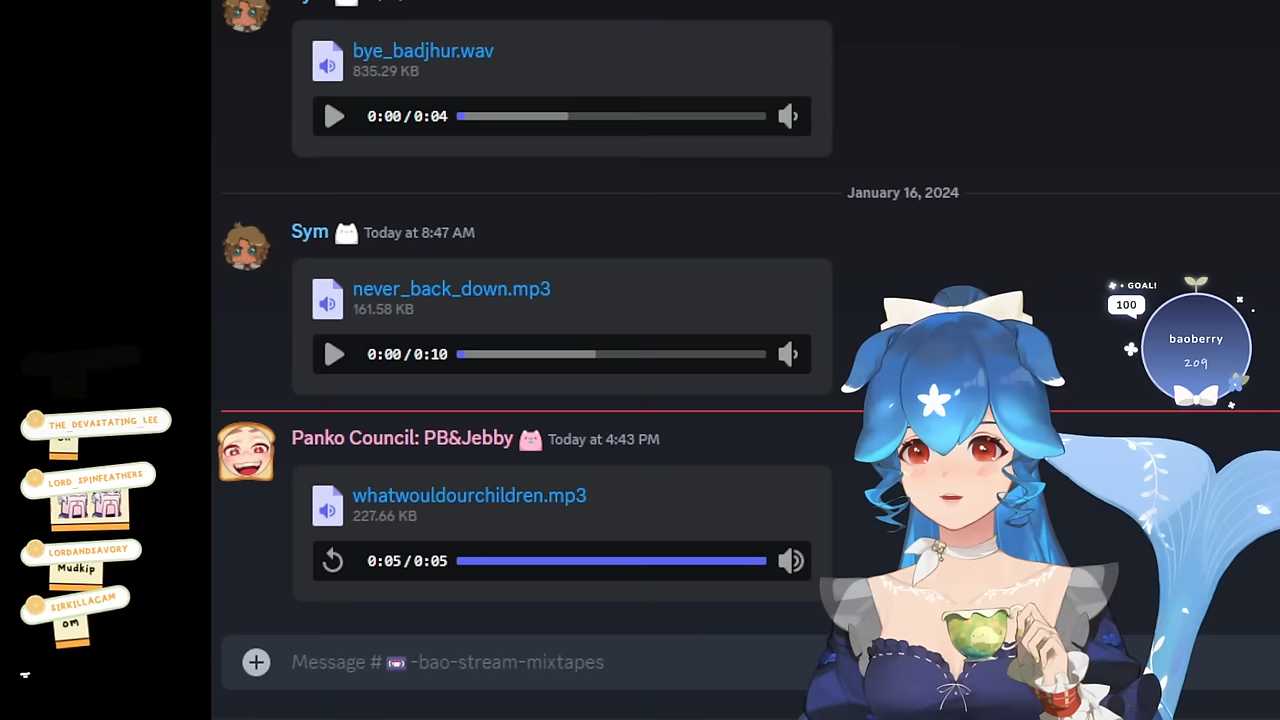 bye_badjhur.wav
835.29 KB
0:00/0:04
January 16, 2024
Sym Today at 8:47 AM
never_back_down.mp3
161.58 KB
0:00/0:10
Panko Council: PB&Jebby Today at 4:43 PM
whatwouldourchildren.mp3
227.66 KB
0:05/0:05
Message # -bao-stream-mixtapes
GOAL!
100
baoberry
209
THE_DEVASTATING_LEE
LORD_SPINFEATHERS
LORDANDSAVORY
Mudkip
SIRKILLAGAM
om